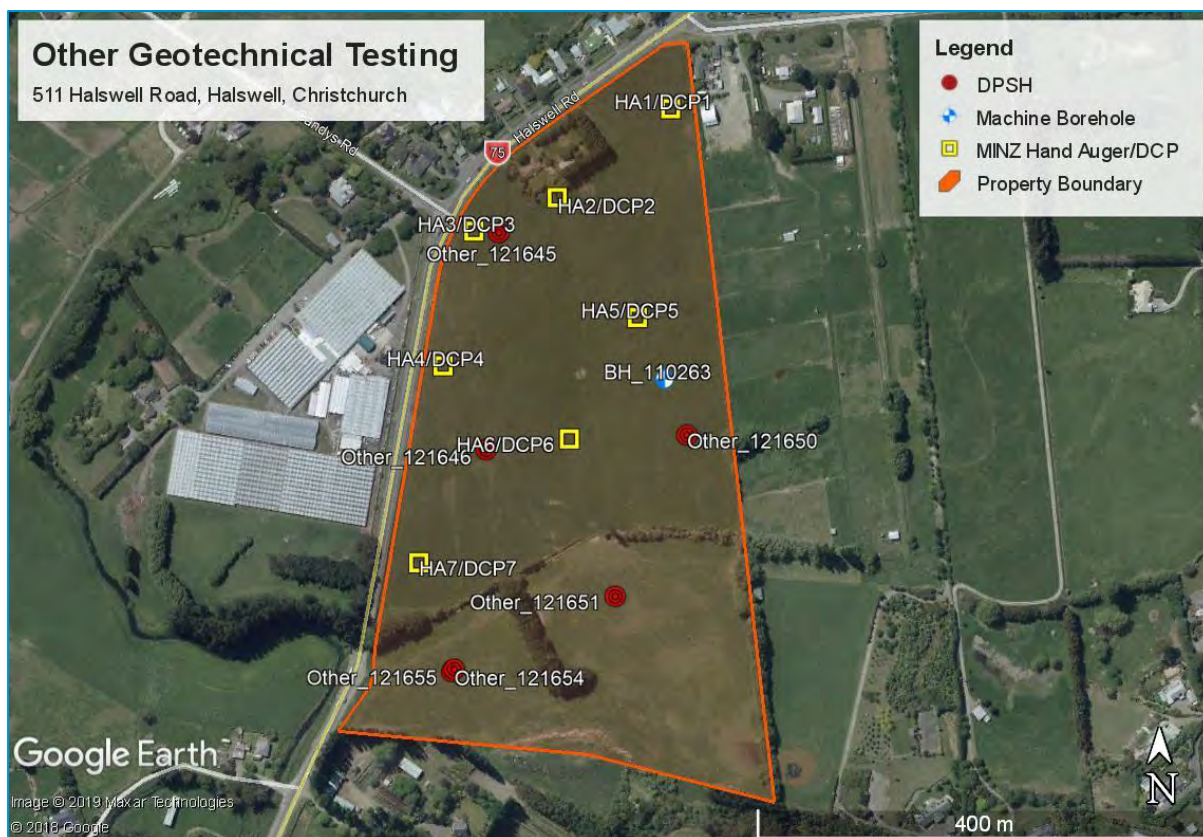 Other Geotechnical Testing
511 Halswell Road, Halswell, Christchurch
Legend
DPSH
Machine Borehole
MINZ Hand Auger/DCP
Property Boundary
Halswell Rd
75
HA1/DCP1
HA2/DCP2
HA3/DCP3
Other_121645
HA5/DCP5
HA4/DCP4
BH_110263
HA6/DCP6
Other_121650
Other_121646
HA7/DCP7
Other_121651
Other_121655
Other_121654
Google Earth
Image © 2019 Maxar Technologies
© 2018 Google
N
400 m